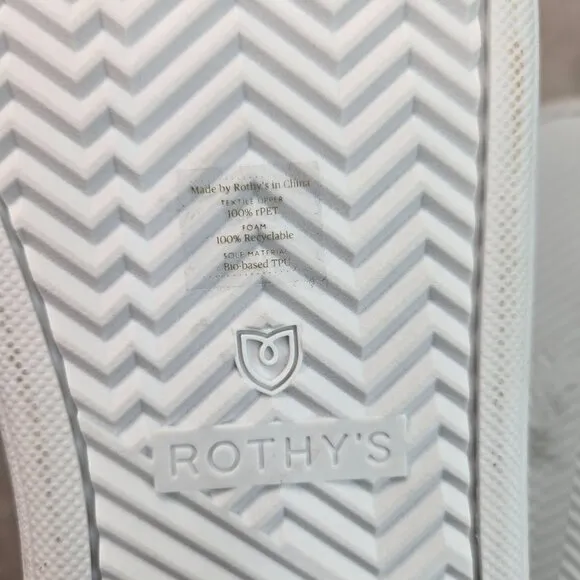 Made by Rothy's in China
TEXTILE UPPER
100% rPET
FOAM
100% Recyclable
SOLE MATERIAL
Bio-based TPU
ROTHY'S